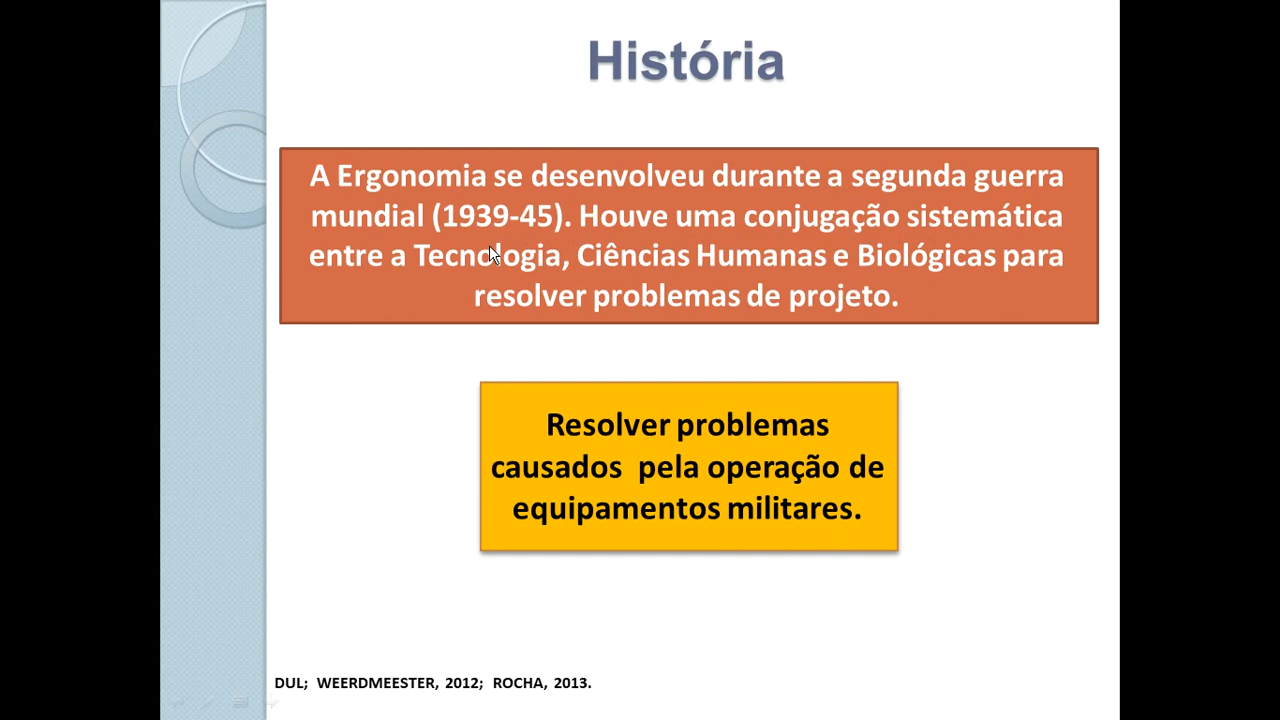 História
A Ergonomia se desenvolveu durante a segunda guerra
mundial (1939-45). Houve uma conjugação sistemática
entre a Tecnologia, Ciências Humanas e Biológicas para
resolver problemas de projeto.
Resolver problemas
causados pela operação de
equipamentos militares.
DUL; WEERDMEESTER, 2012; ROCHA, 2013.